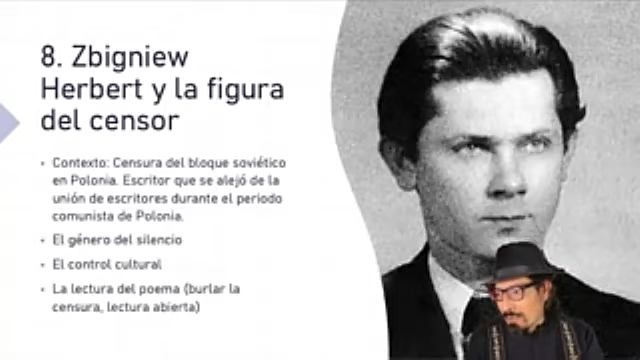 8. Zbigniew
Herbert y la figura
del censor
• Contexto: Censura del bloque soviético
en Polonia. Escritor que se alejó de la
unión de escritores durante el periodo
comunista de Polonia.
• El género del silencio
• El control cultural
• La lectura del poema (burlar la
censura, lectura abierta)